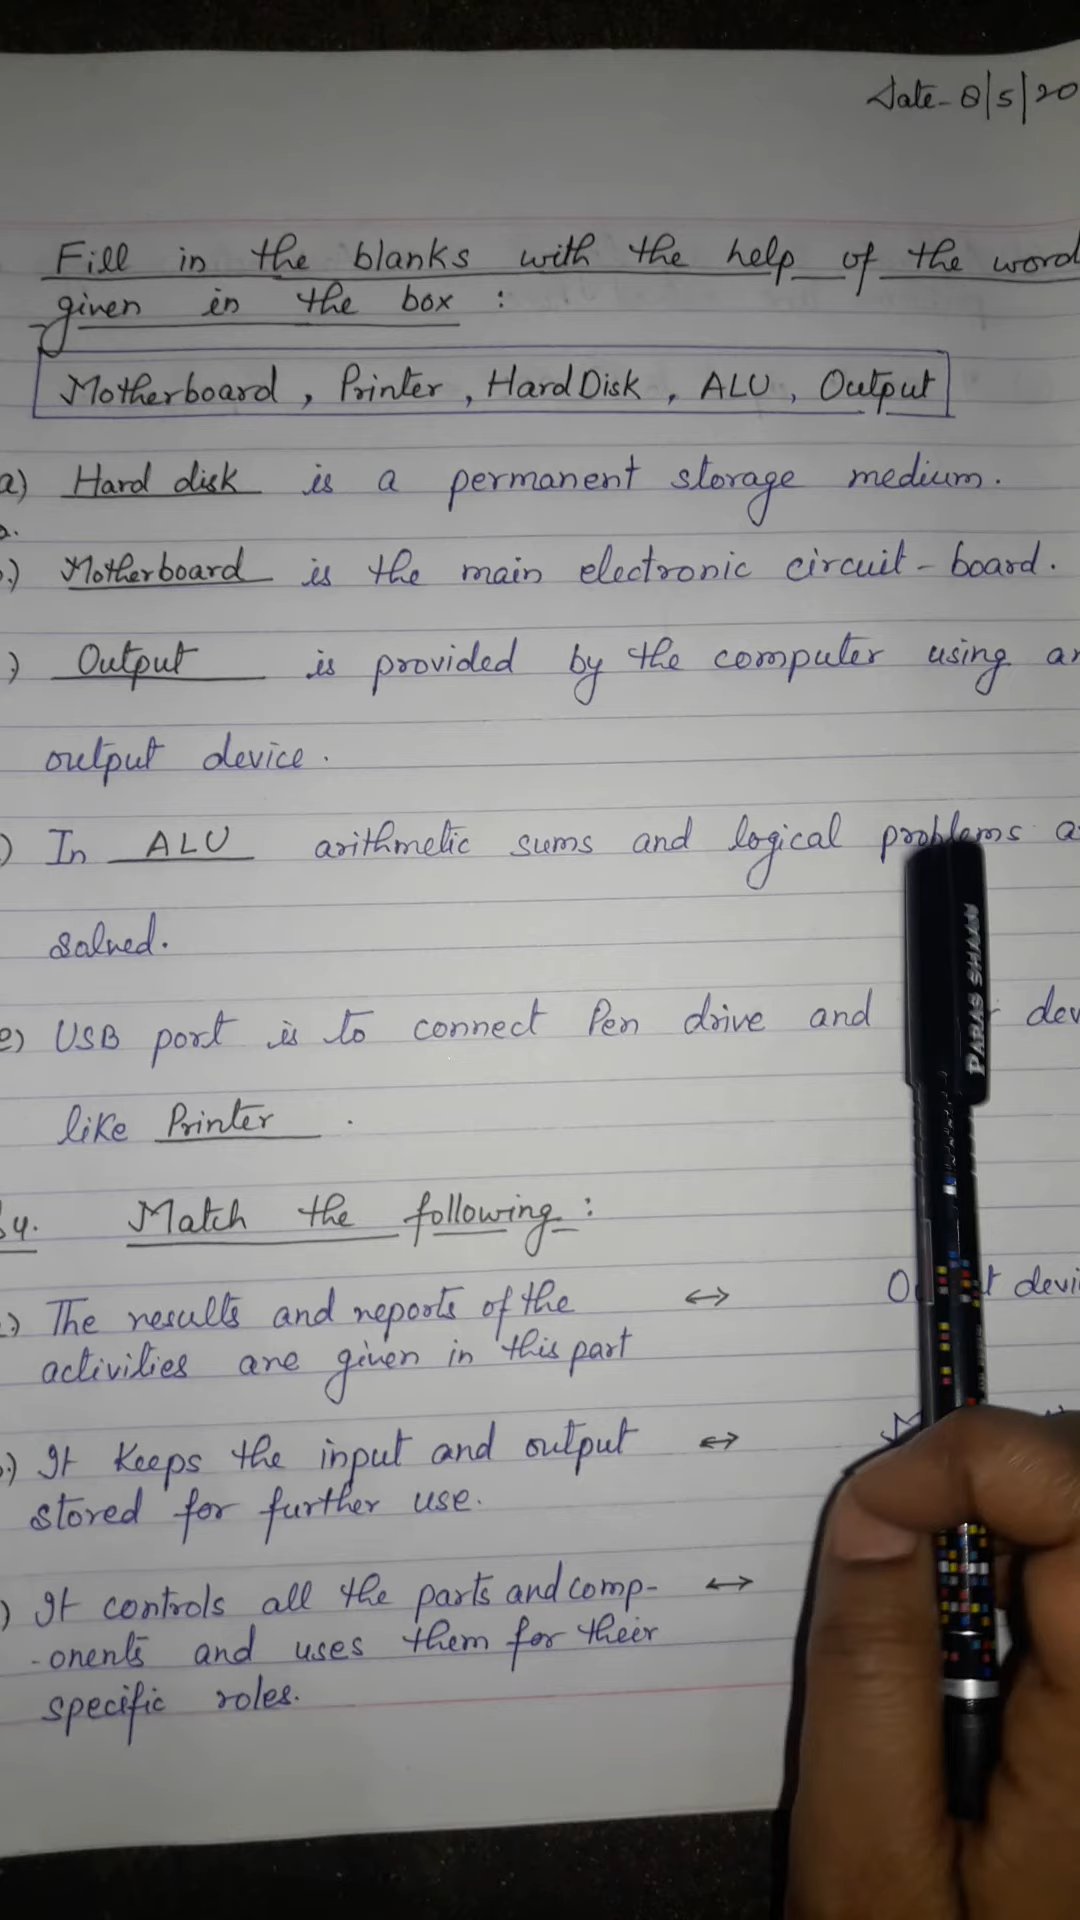 Date- 8/5/20
Fill in the blanks with the help of the word
given in the box :
Motherboard , Printer , Hard Disk , ALU , Output
a) Hard disk is a permanent storage medium.
.) Motherboard is the main electronic circuit - board.
) Output is provided by the computer using an
output device.
) In ALU arithmetic sums and logical problems a
solved.
e) USB port is to connect Pen drive and dev
like Printer .
4. Match the following :
.) The results and reports of the ↔ devi
activities are given in this part
.) It keeps the input and output ↔
stored for further use.
) It controls all the parts and comp- ↔
-onents and uses them for their
specific roles.
PARAS SHAAN